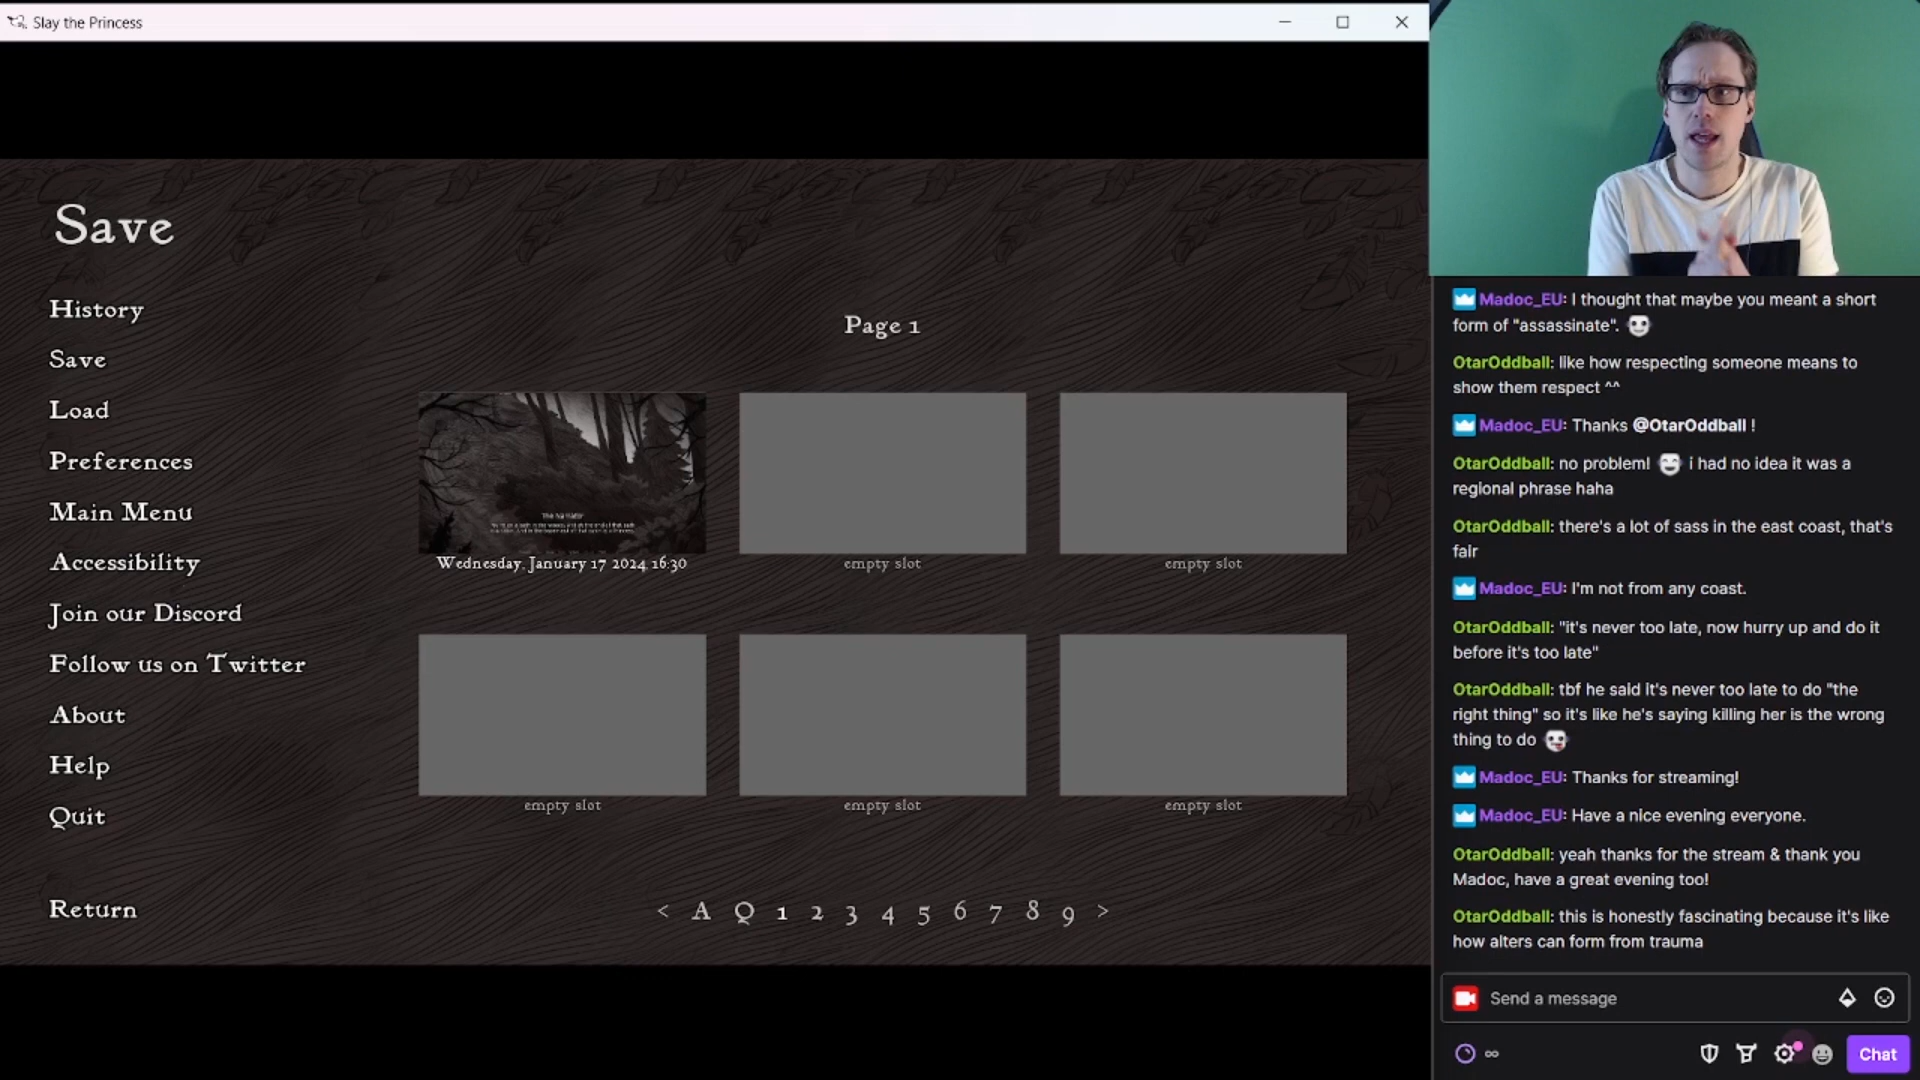 Slay the Princess
Save
History
Save
Load
Preferences
Main Menu
Accessibility
Join our Discord
Follow us on Twitter
About
Help
Quit
Return
Page 1
Wednesday, January 17 2024, 16:30
empty slot
empty slot
empty slot
empty slot
empty slot
< A Q 1 2 3 4 5 6 7 8 9 >
Madoc_EU: I thought that maybe you meant a short
form of "assassinate".
OtarOddball: like how respecting someone means to
show them respect ^^
Madoc_EU: Thanks @OtarOddball !
OtarOddball: no problem! i had no idea it was a
regional phrase haha
OtarOddball: there's a lot of sass in the east coast, that's
fair
Madoc_EU: I'm not from any coast.
OtarOddball: "it's never too late, now hurry up and do it
before it's too late"
OtarOddball: tbf he said it's never too late to do "the
right thing" so it's like he's saying killing her is the wrong
thing to do
Madoc_EU: Thanks for streaming!
Madoc_EU: Have a nice evening everyone.
OtarOddball: yeah thanks for the stream & thank you
Madoc, have a great evening too!
OtarOddball: this is honestly fascinating because it's like
how alters can form from trauma
Send a message
∞
Chat